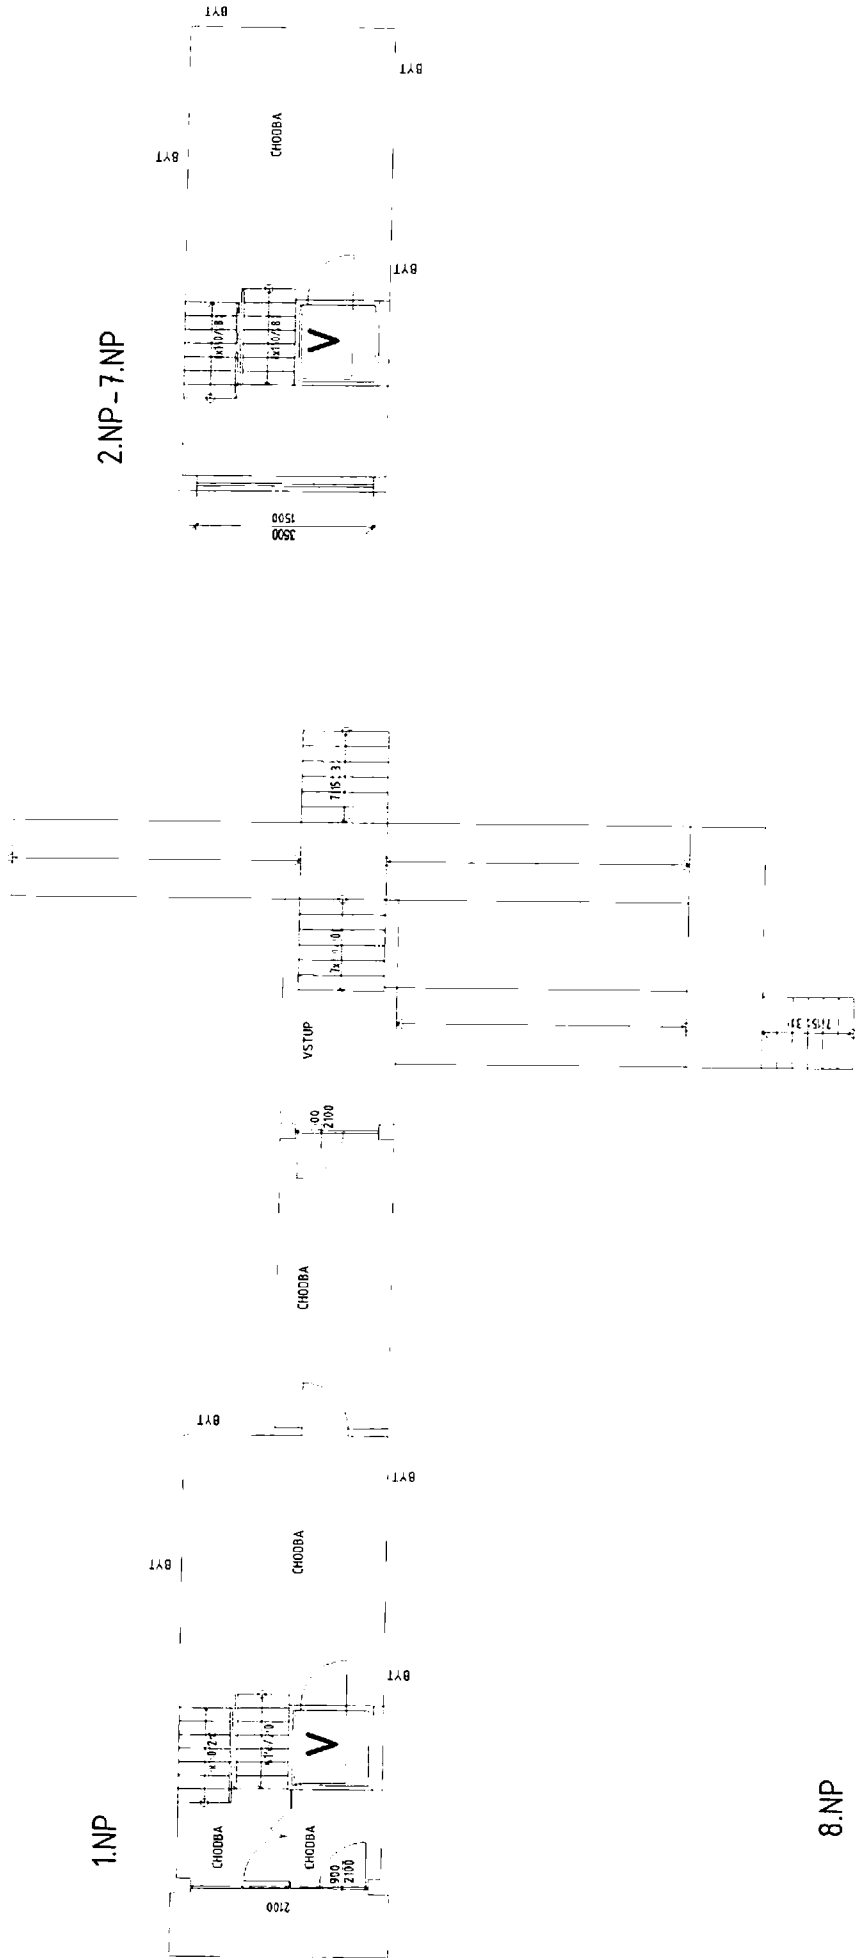 BYT
BYT
CHODBA
BYT
BYT
V
2.NP-7.NP
3500
1500
VSTUP
2100
CHODBA
BYT
BYT
CHODBA
BYT
BYT
V
1.NP
CHODBA
CHODBA
900
2100
2100
8.NP